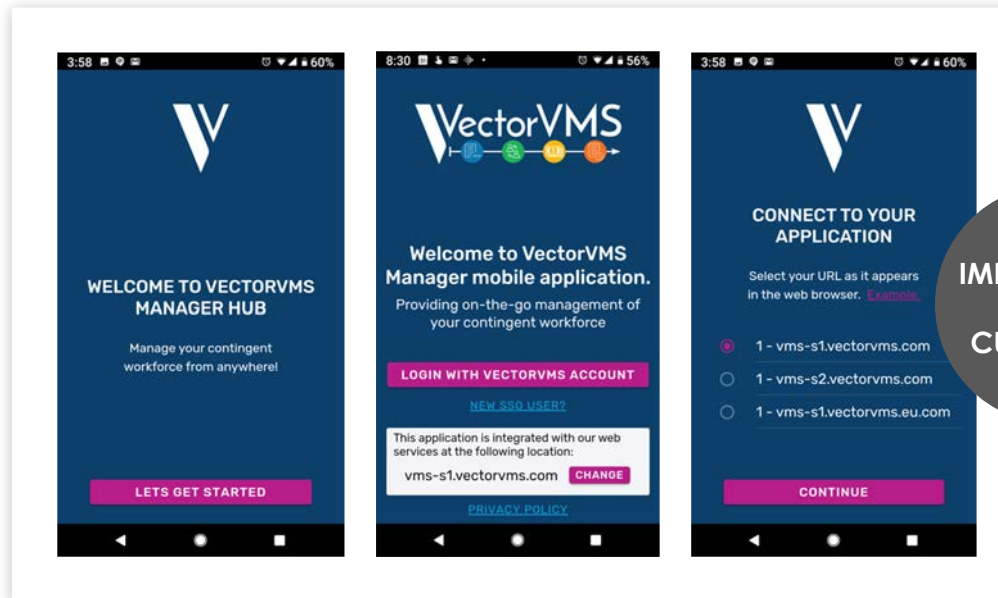 3:58
60%
WELCOME TO VECTORVMS
MANAGER HUB
Manage your contingent
workforce from anywhere!
LETS GET STARTED
8:30
56%
VectorVMS
Welcome to VectorVMS
Manager mobile application.
Providing on-the-go management of
your contingent workforce
LOGIN WITH VECTORVMS ACCOUNT
NEW SSO USER?
This application is integrated with our web
services at the following location:
vms-s1.vectorvms.com CHANGE
PRIVACY POLICY
3:58
60%
CONNECT TO YOUR
APPLICATION
Select your URL as it appears
in the web browser. Example.
1 - vms-s1.vectorvms.com
1 - vms-s2.vectorvms.com
1 - vms-s1.vectorvms.eu.com
CONTINUE